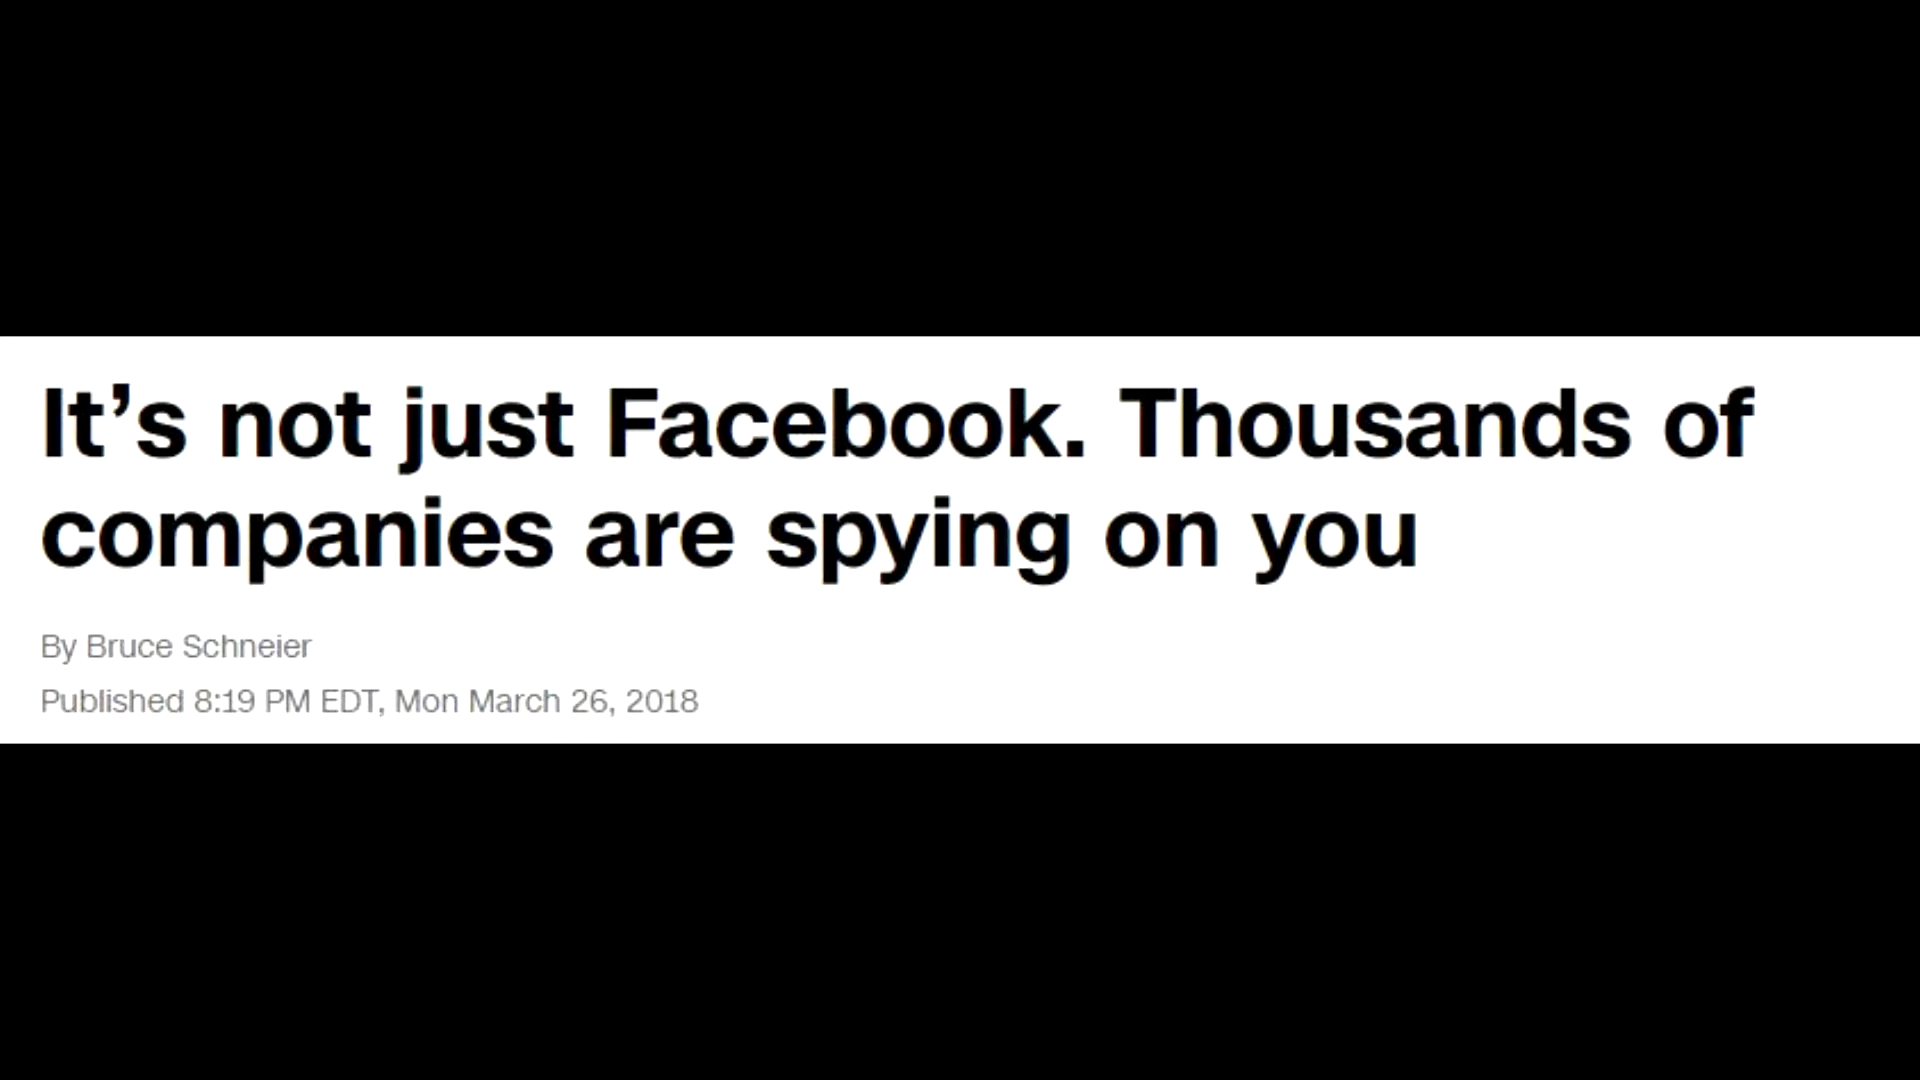 It’s not just Facebook. Thousands of
companies are spying on you
By Bruce Schneier
Published 8:19 PM EDT, Mon March 26, 2018